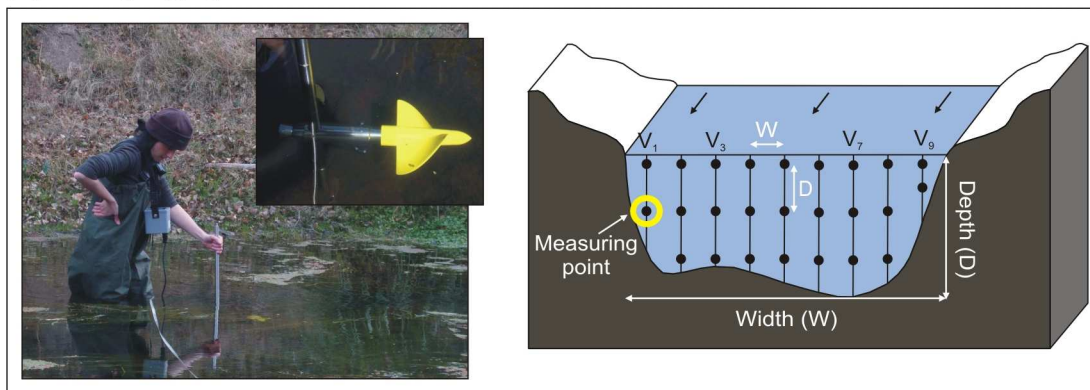 V1
V3
W
V7
V9
D
Measuring
point
Depth (D)
Width (W)